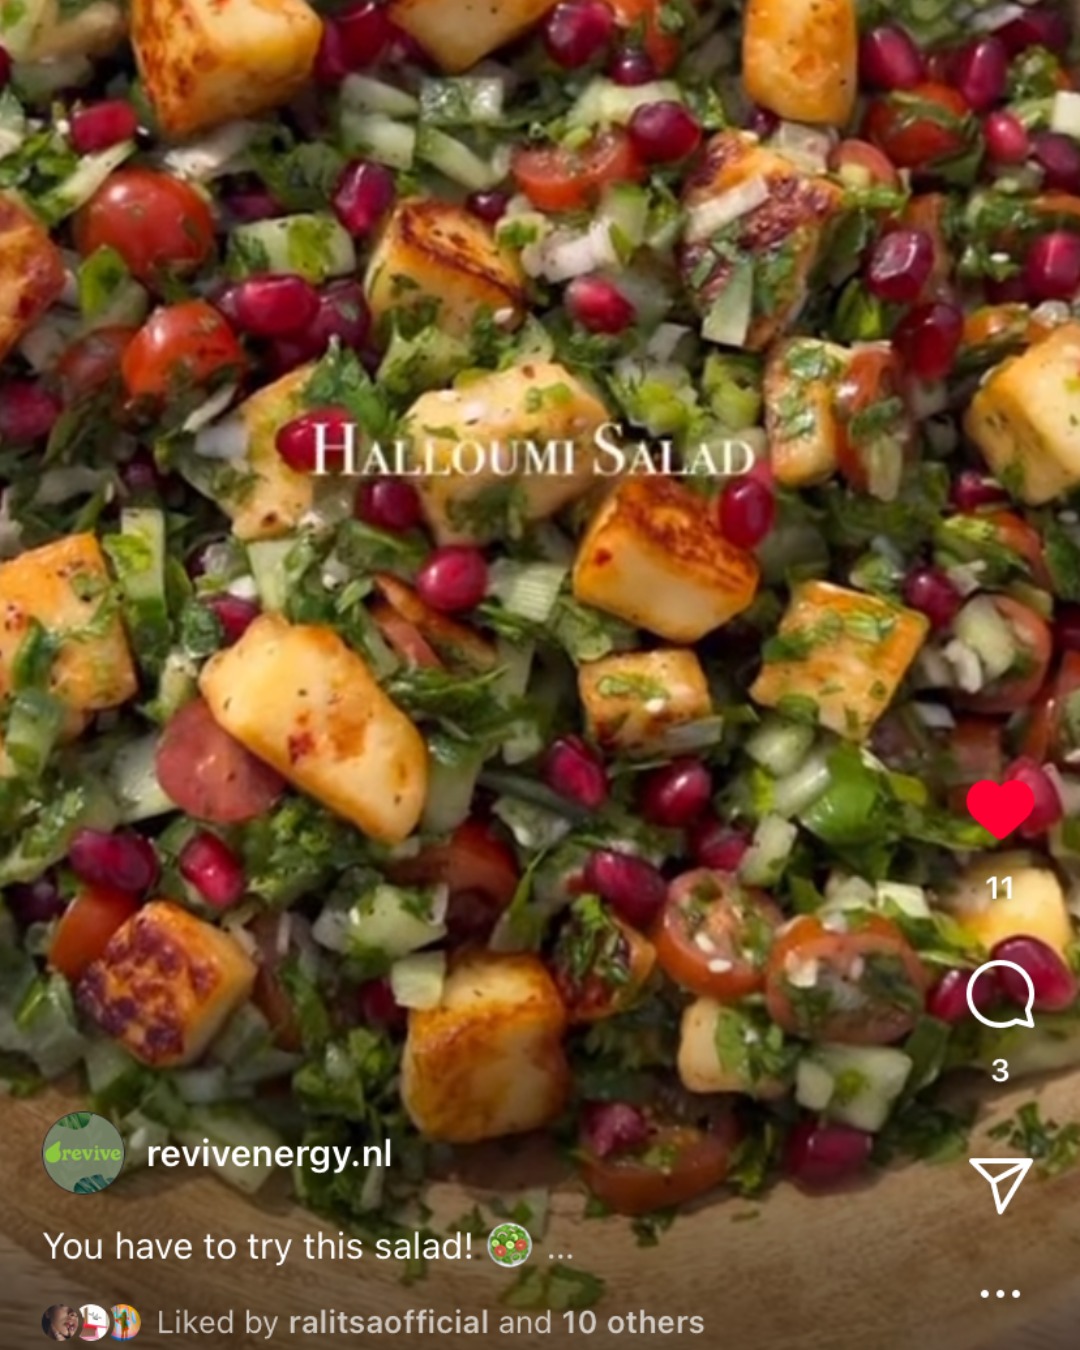 HALLOUMI SALAD
11
3
revive
revivenergy.nl
You have to try this salad! 🥗 ...
Liked by ralitsaofficial and 10 others